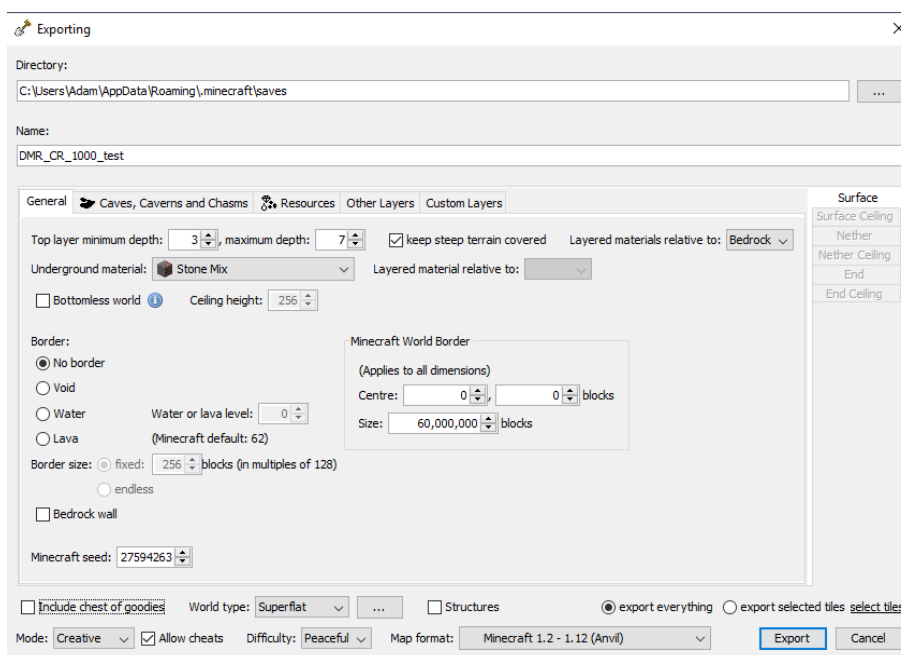 Exporting
Directory:
C:\Users\Adam\AppData\Roaming\.minecraft\saves
...
Name:
DMR_CR_1000_test
General Caves, Caverns and Chasms Resources Other Layers Custom Layers
Surface
Surface Ceiling
Nether
Nether Ceiling
End
End Ceiling
Top layer minimum depth: 3 , maximum depth: 7 keep steep terrain covered Layered materials relative to: Bedrock
Underground material: Stone Mix Layered material relative to:
Bottomless world i Ceiling height: 256
Border:
No border
Void
Water Water or lava level: 0
Lava (Minecraft default: 62)
Border size: fixed: 256 blocks (in multiples of 128)
endless
Bedrock wall
Minecraft World Border
(Applies to all dimensions)
Centre: 0 , 0 blocks
Size: 60,000,000 blocks
Minecraft seed: 27594263
Include chest of goodies World type: Superflat ... Structures export everything export selected tiles select tiles
Mode: Creative Allow cheats Difficulty: Peaceful Map format: Minecraft 1.2 - 1.12 (Anvil) Export Cancel